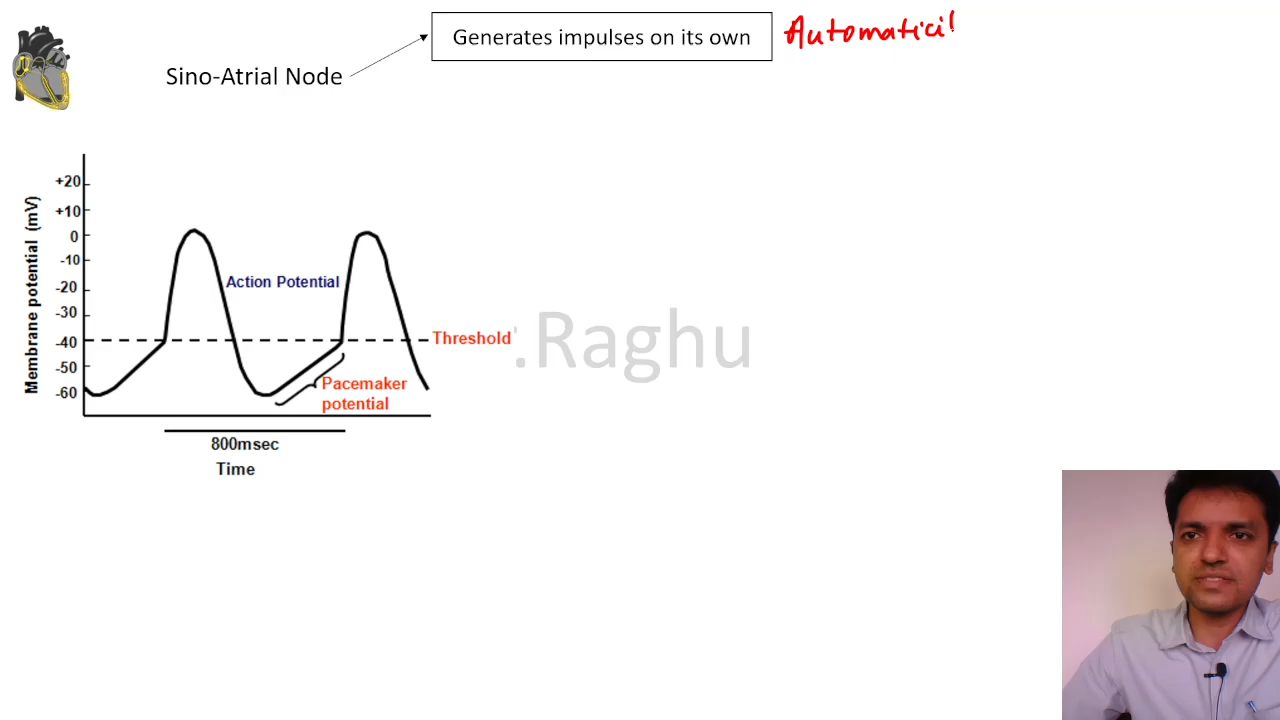 Generates impulses on its own
Automaticit
Sino-Atrial Node
+20
+10
0
-10
-20
-30
-40
-50
-60
Membrane potential (mV)
Action Potential
Threshold
Pacemaker
potential
800msec
Time
.Raghu